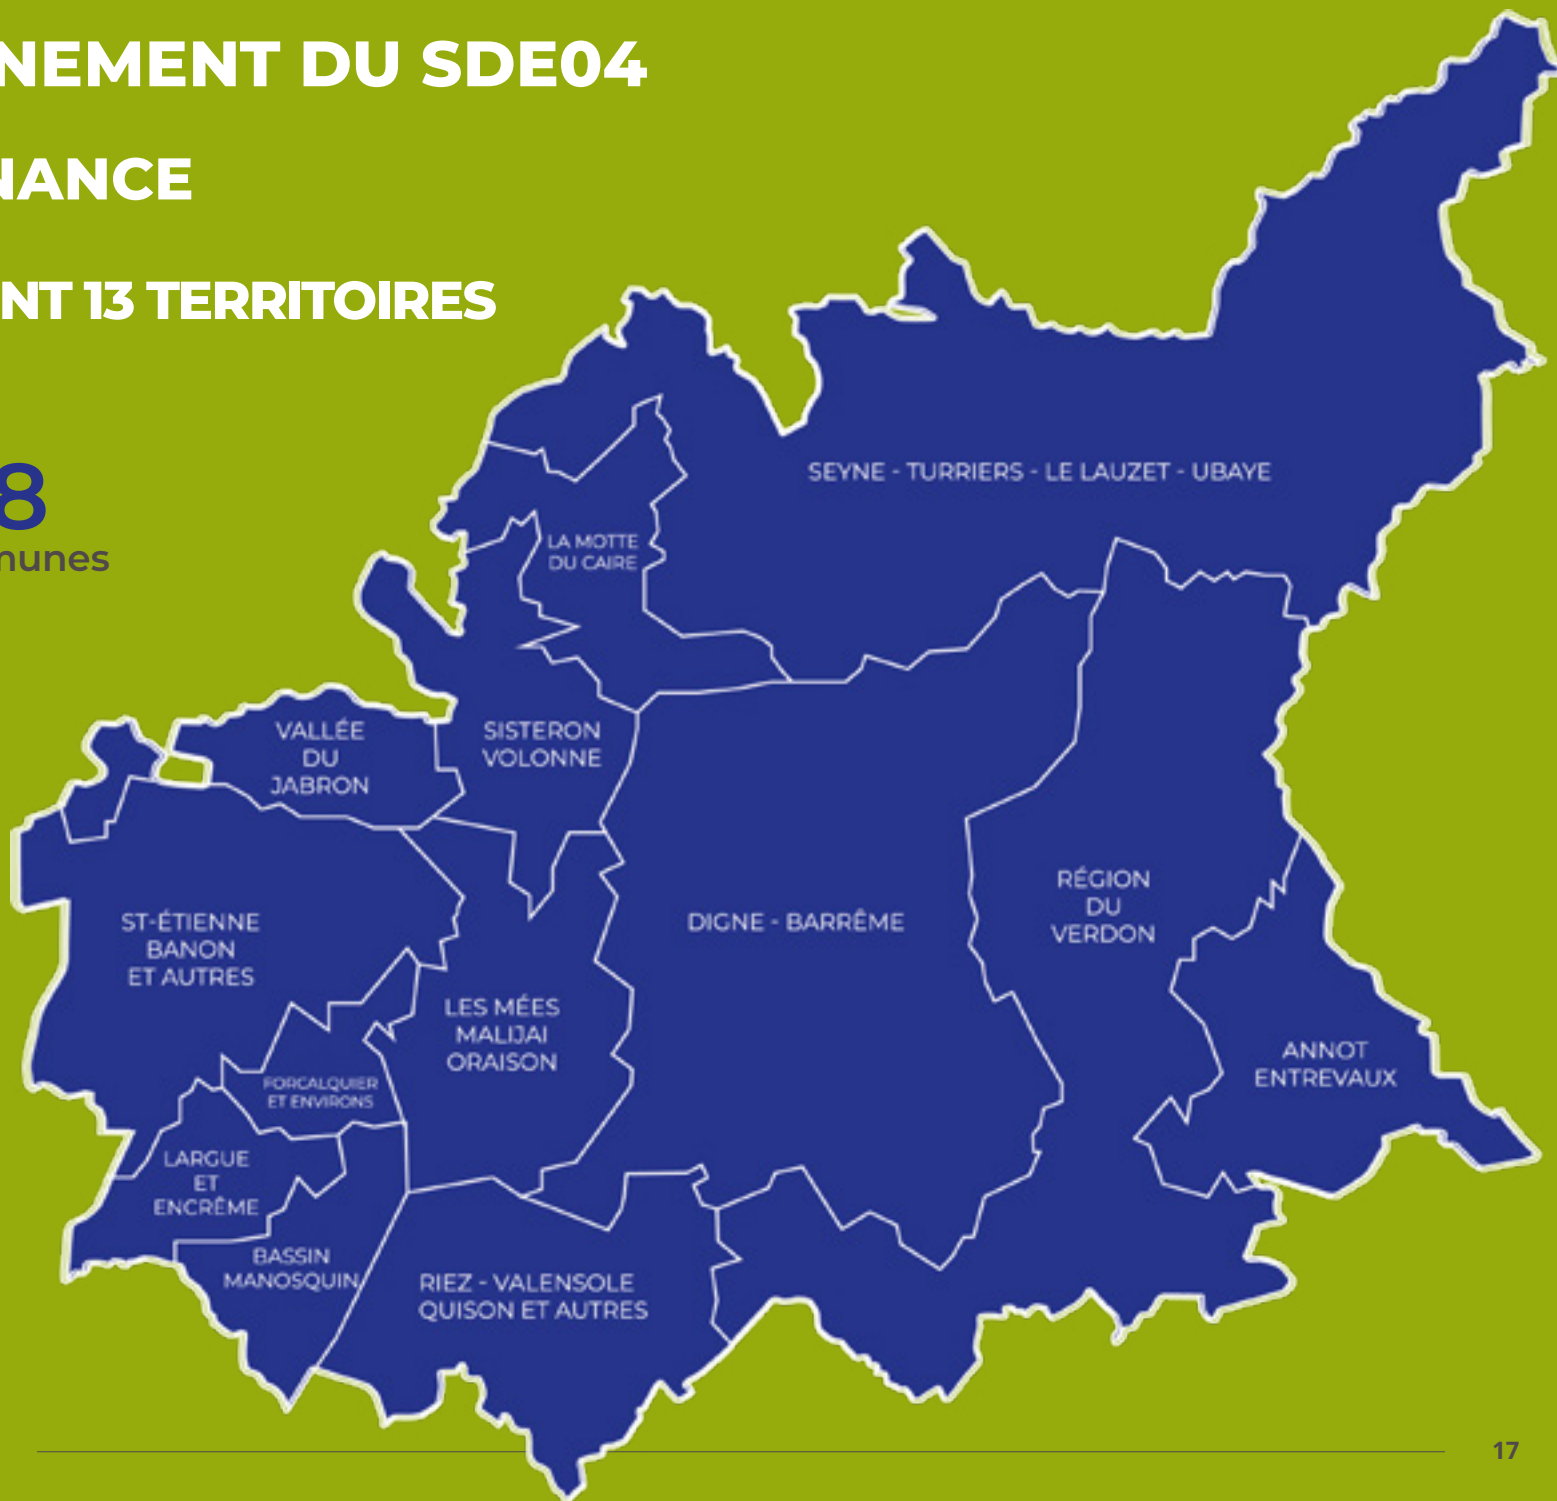 NEMENT DU SDE04
NANCE
NT 13 TERRITOIRES
8
munes
SEYNE - TURRIERS - LE LAUZET - UBAYE
LA MOTTE
DU CAIRE
VALLÉE
DU
JABRON
SISTERON
VOLONNE
RÉGION
DU
VERDON
ST-ÉTIENNE
BANON
ET AUTRES
DIGNE - BARRÊME
LES MÉES
MALIJAI
ORAISON
ANNOT
ENTREVAUX
FORCALQUIER
ET ENVIRONS
LARGUE
ET
ENCRÊME
BASSIN
MANOSQUIN
RIEZ - VALENSOLE
QUISON ET AUTRES
17